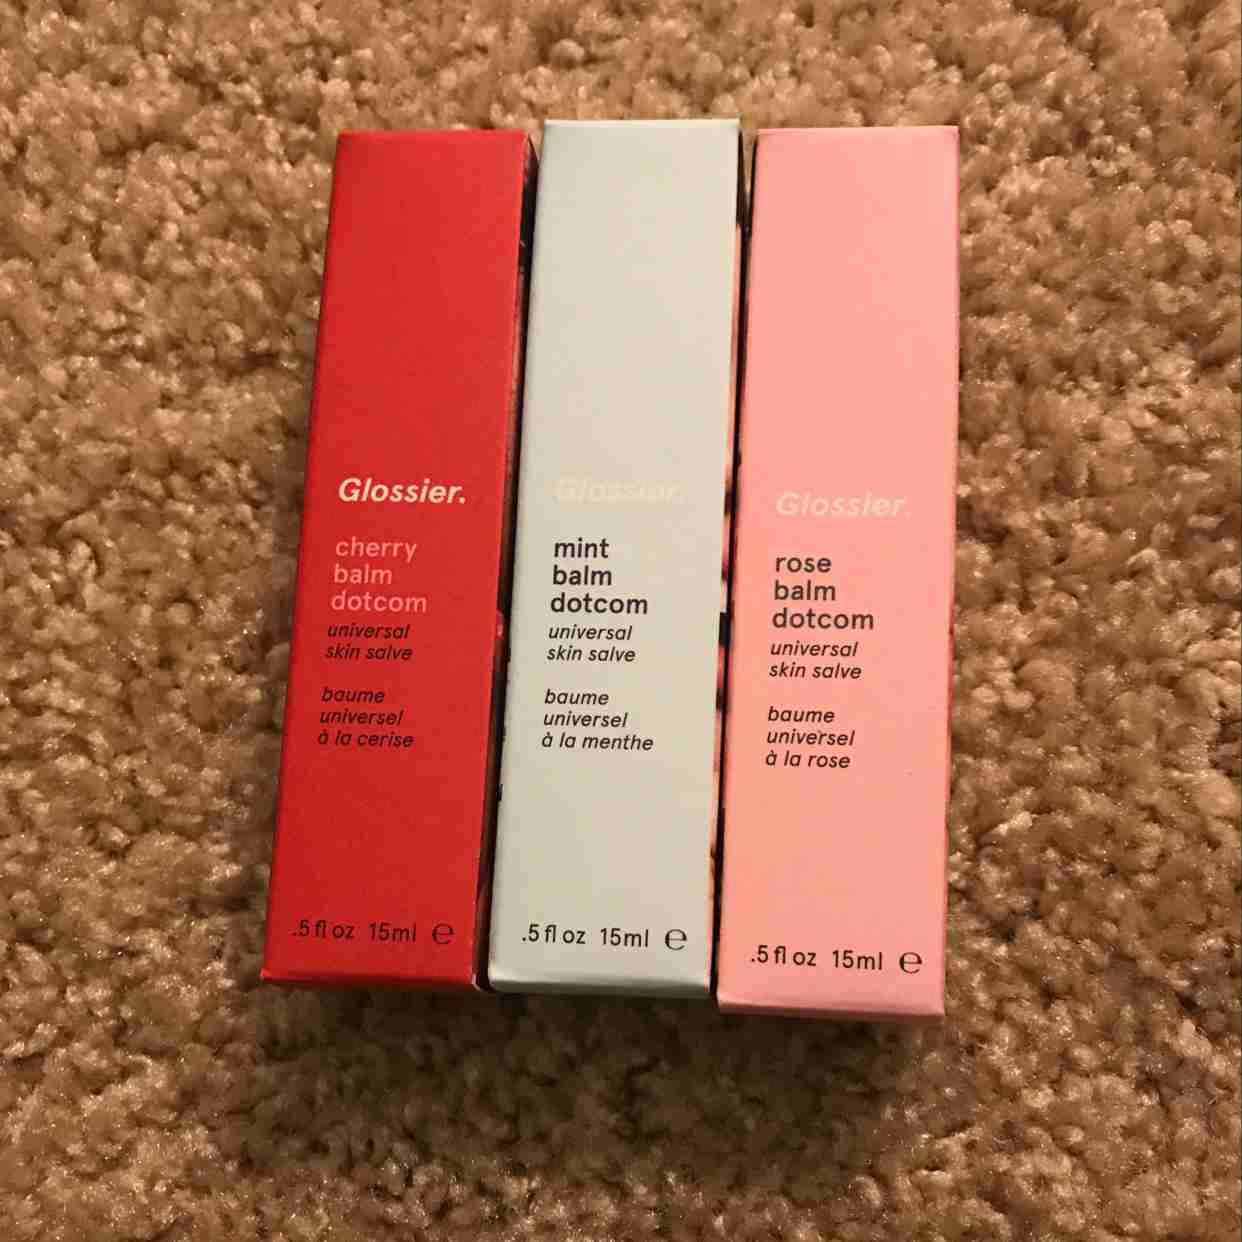 Glossier.
cherry
balm
dotcom
universal
skin salve
baume
universel
à la cerise
.5 fl oz 15ml ℮
Glossier.
mint
balm
dotcom
universal
skin salve
baume
universel
à la menthe
.5 fl oz 15ml ℮
Glossier.
rose
balm
dotcom
universal
skin salve
baume
universel
à la rose
.5 fl oz 15ml ℮